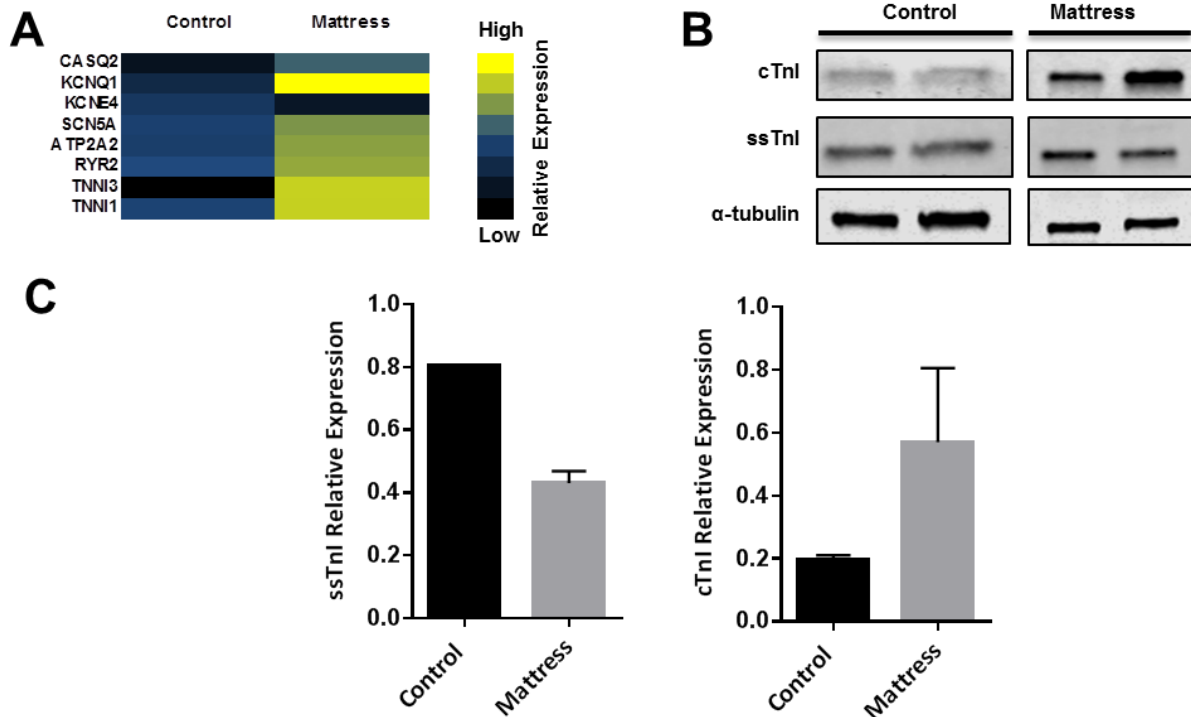 A
Control Mattress
CASQ2
KCNQ1
KCNE4
SCN5A
ATP2A2
RYR2
TNNI3
TNNI1
High
Relative Expression
Low
B
Control Mattress
cTnI
ssTnI
α-tubulin
C
ssTnI Relative Expression
1.0
0.8
0.6
0.4
0.2
0.0
Control
Mattress
cTnI Relative Expression
1.0
0.8
0.6
0.4
0.2
0.0
Control
Mattress